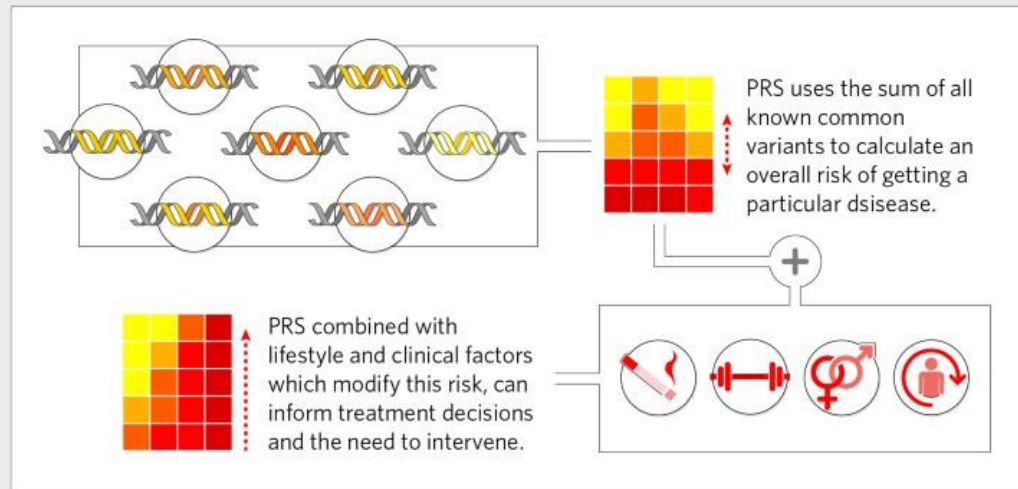 PRS uses the sum of all
known common
variants to calculate an
overall risk of getting a
particular dsisease.
PRS combined with
lifestyle and clinical factors
which modify this risk, can
inform treatment decisions
and the need to intervene.